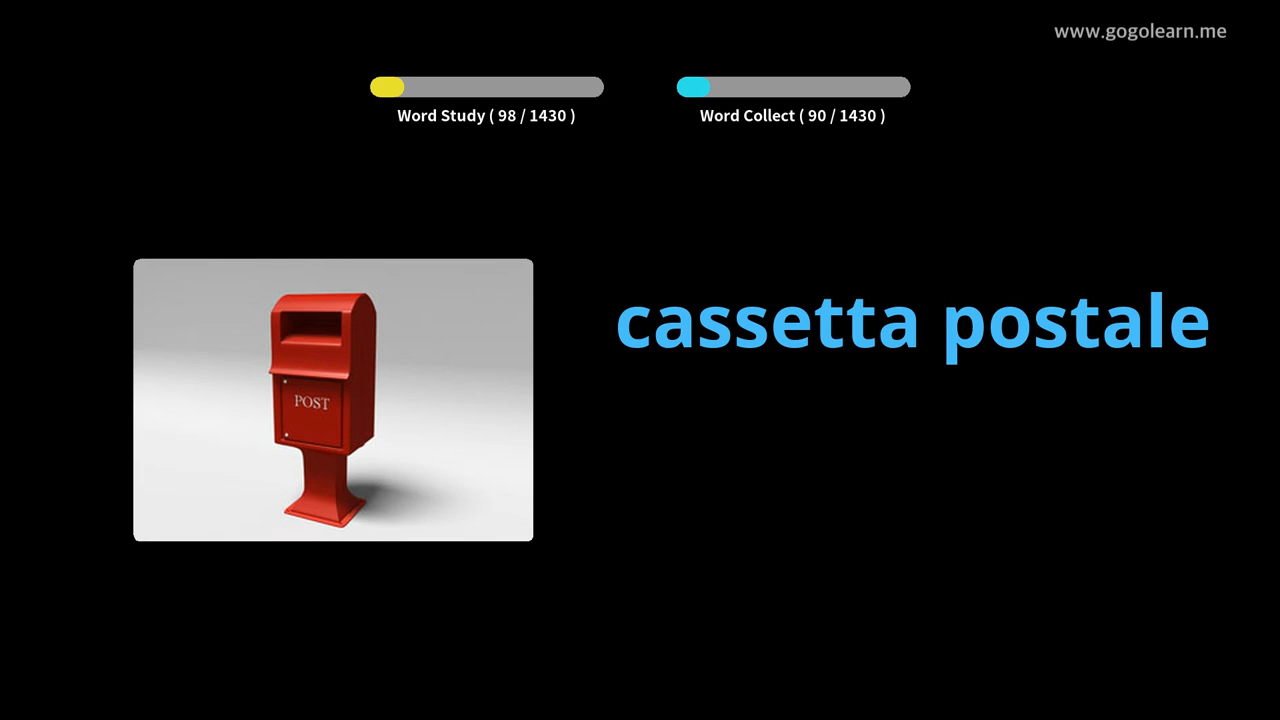 www.gogolearn.me
Word Study ( 98 / 1430 )
Word Collect ( 90 / 1430 )
cassetta postale
POST